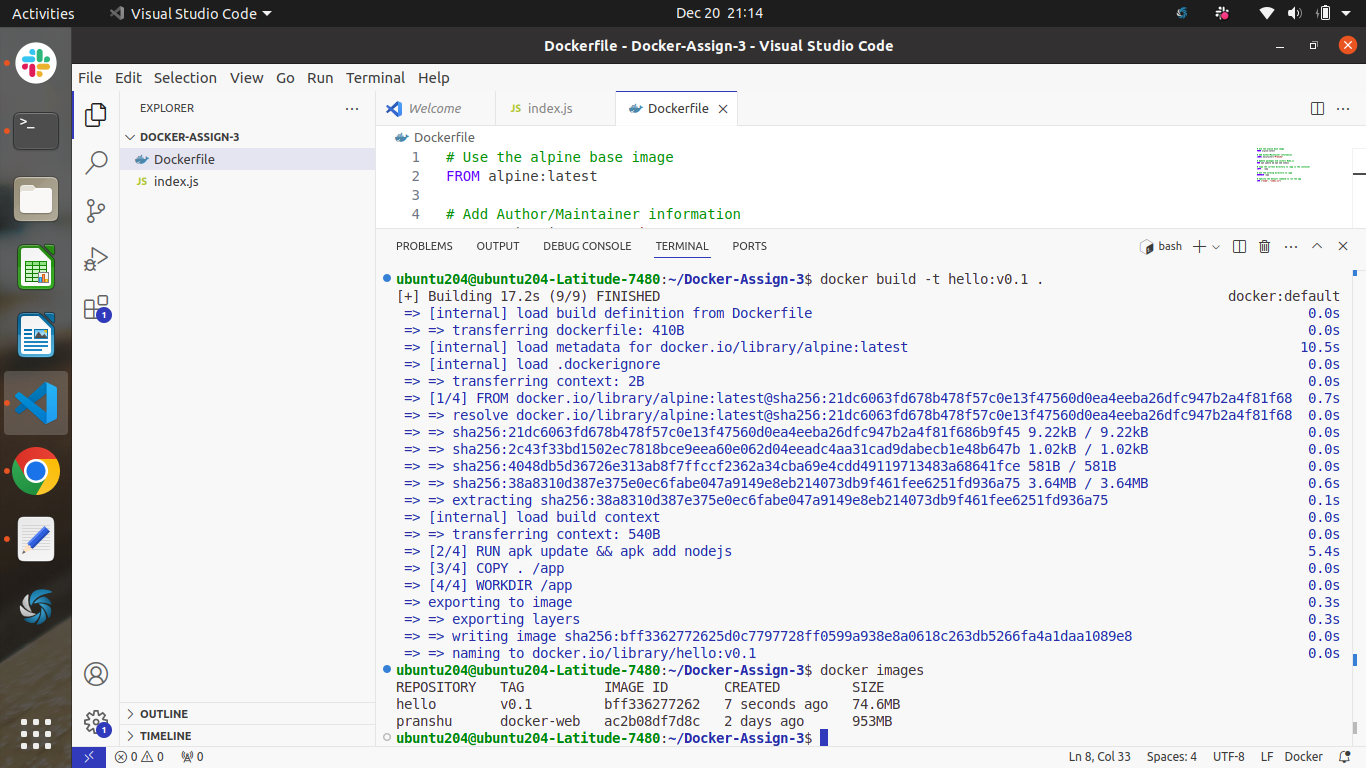 Activities Visual Studio Code Dec 20 21:14
Dockerfile - Docker-Assign-3 - Visual Studio Code
File Edit Selection View Go Run Terminal Help
EXPLORER
DOCKER-ASSIGN-3
Dockerfile
JS index.js
OUTLINE
TIMELINE
1
1
Welcome JS index.js Dockerfile
Dockerfile
1 # Use the alpine base image
2 FROM alpine:latest
3
4 # Add Author/Maintainer information
PROBLEMS OUTPUT DEBUG CONSOLE TERMINAL PORTS bash
ubuntu204@ubuntu204-Latitude-7480:~/Docker-Assign-3$ docker build -t hello:v0.1 .
[+] Building 17.2s (9/9) FINISHED docker:default
=> [internal] load build definition from Dockerfile 0.0s
=> => transferring dockerfile: 410B 0.0s
=> [internal] load metadata for docker.io/library/alpine:latest 10.5s
=> [internal] load .dockerignore 0.0s
=> => transferring context: 2B 0.0s
=> [1/4] FROM docker.io/library/alpine:latest@sha256:21dc6063fd678b478f57c0e13f47560d0ea4eeba26dfc947b2a4f81f68 0.7s
=> => resolve docker.io/library/alpine:latest@sha256:21dc6063fd678b478f57c0e13f47560d0ea4eeba26dfc947b2a4f81f68 0.0s
=> => sha256:21dc6063fd678b478f57c0e13f47560d0ea4eeba26dfc947b2a4f81f686b9f45 9.22kB / 9.22kB 0.0s
=> => sha256:2c43f33bd1502ec7818bce9eea60e062d04eeadc4aa31cad9dabecb1e48b647b 1.02kB / 1.02kB 0.0s
=> => sha256:4048db5d36726e313ab8f7ffccf2362a34cba69e4cdd49119713483a68641fce 581B / 581B 0.0s
=> => sha256:38a8310d387e375e0ec6fabe047a9149e8eb214073db9f461fee6251fd936a75 3.64MB / 3.64MB 0.6s
=> => extracting sha256:38a8310d387e375e0ec6fabe047a9149e8eb214073db9f461fee6251fd936a75 0.1s
=> [internal] load build context 0.0s
=> => transferring context: 540B 0.0s
=> [2/4] RUN apk update && apk add nodejs 5.4s
=> [3/4] COPY . /app 0.0s
=> [4/4] WORKDIR /app 0.0s
=> exporting to image 0.3s
=> => exporting layers 0.3s
=> => writing image sha256:bff3362772625d0c7797728ff0599a938e8a0618c263db5266fa4a1daa1089e8 0.0s
=> => naming to docker.io/library/hello:v0.1 0.0s
ubuntu204@ubuntu204-Latitude-7480:~/Docker-Assign-3$ docker images
REPOSITORY TAG IMAGE ID CREATED SIZE
hello v0.1 bff336277262 7 seconds ago 74.6MB
pranshu docker-web ac2b08df7d8c 2 days ago 953MB
ubuntu204@ubuntu204-Latitude-7480:~/Docker-Assign-3$
0 0 0 Ln 8, Col 33 Spaces: 4 UTF-8 LF Docker